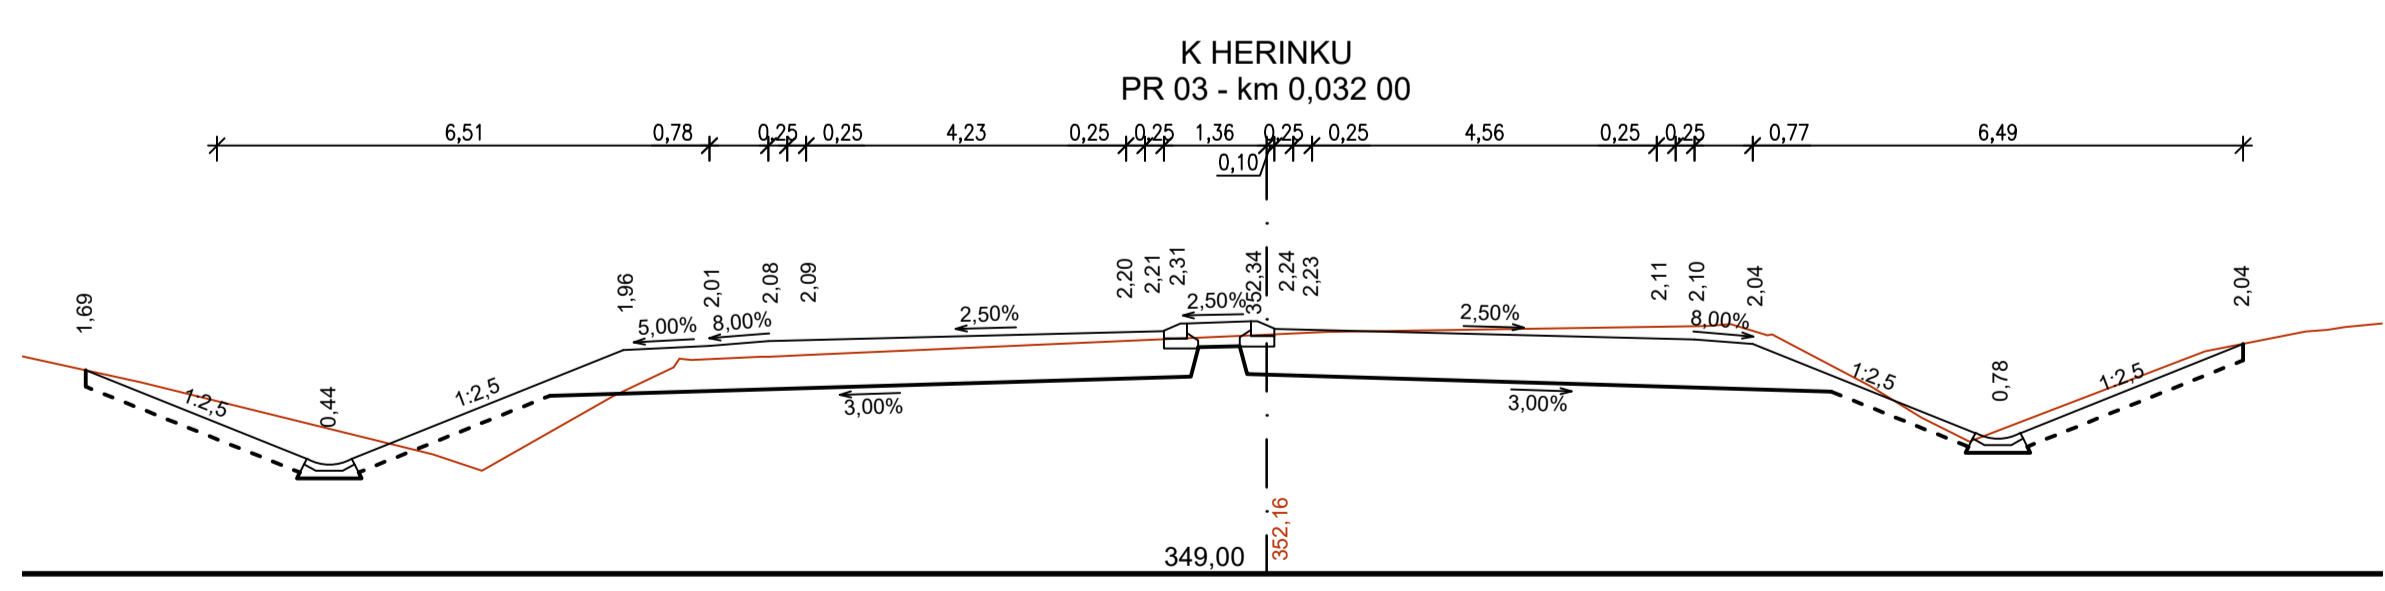 K HERINKU
PR 03 - km 0,032 00
6,51 0,78 0,25 0,25 4,23 0,25 0,25 1,36 0,25 0,25 4,56 0,25 0,25 0,77 6,49
0,10
1,69 0,44 1,96 2,01 2,08 2,09 2,20 2,21 2,31 352,34 2,24 2,23 2,11 2,10 2,04 0,78 2,04
5,00% 8,00% 2,50% 2,50% 2,50% 8,00%
1:2,5 1:2,5 1:2,5 1:2,5
3,00% 3,00%
352,16
349,00